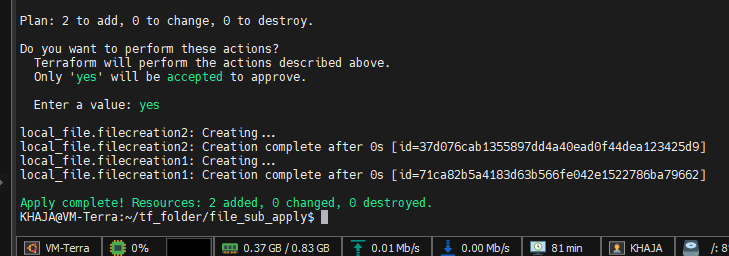 Plan: 2 to add, 0 to change, 0 to destroy.
Do you want to perform these actions?
Terraform will perform the actions described above.
Only 'yes' will be accepted to approve.
Enter a value: yes
local_file.filecreation2: Creating...
local_file.filecreation2: Creation complete after 0s [id=37d076cab1355897dd4a40ead0f44dea123425d9]
local_file.filecreation1: Creating...
local_file.filecreation1: Creation complete after 0s [id=71ca82b5a4183d63b566fe042e1522786ba79662]
Apply complete! Resources: 2 added, 0 changed, 0 destroyed.
KHAJA@VM-Terra:~/tf_folder/file_sub_apply$
VM-Terra 0% 0.37 GB / 0.83 GB 0.01 Mb/s 0.00 Mb/s 81 min KHAJA /: 8